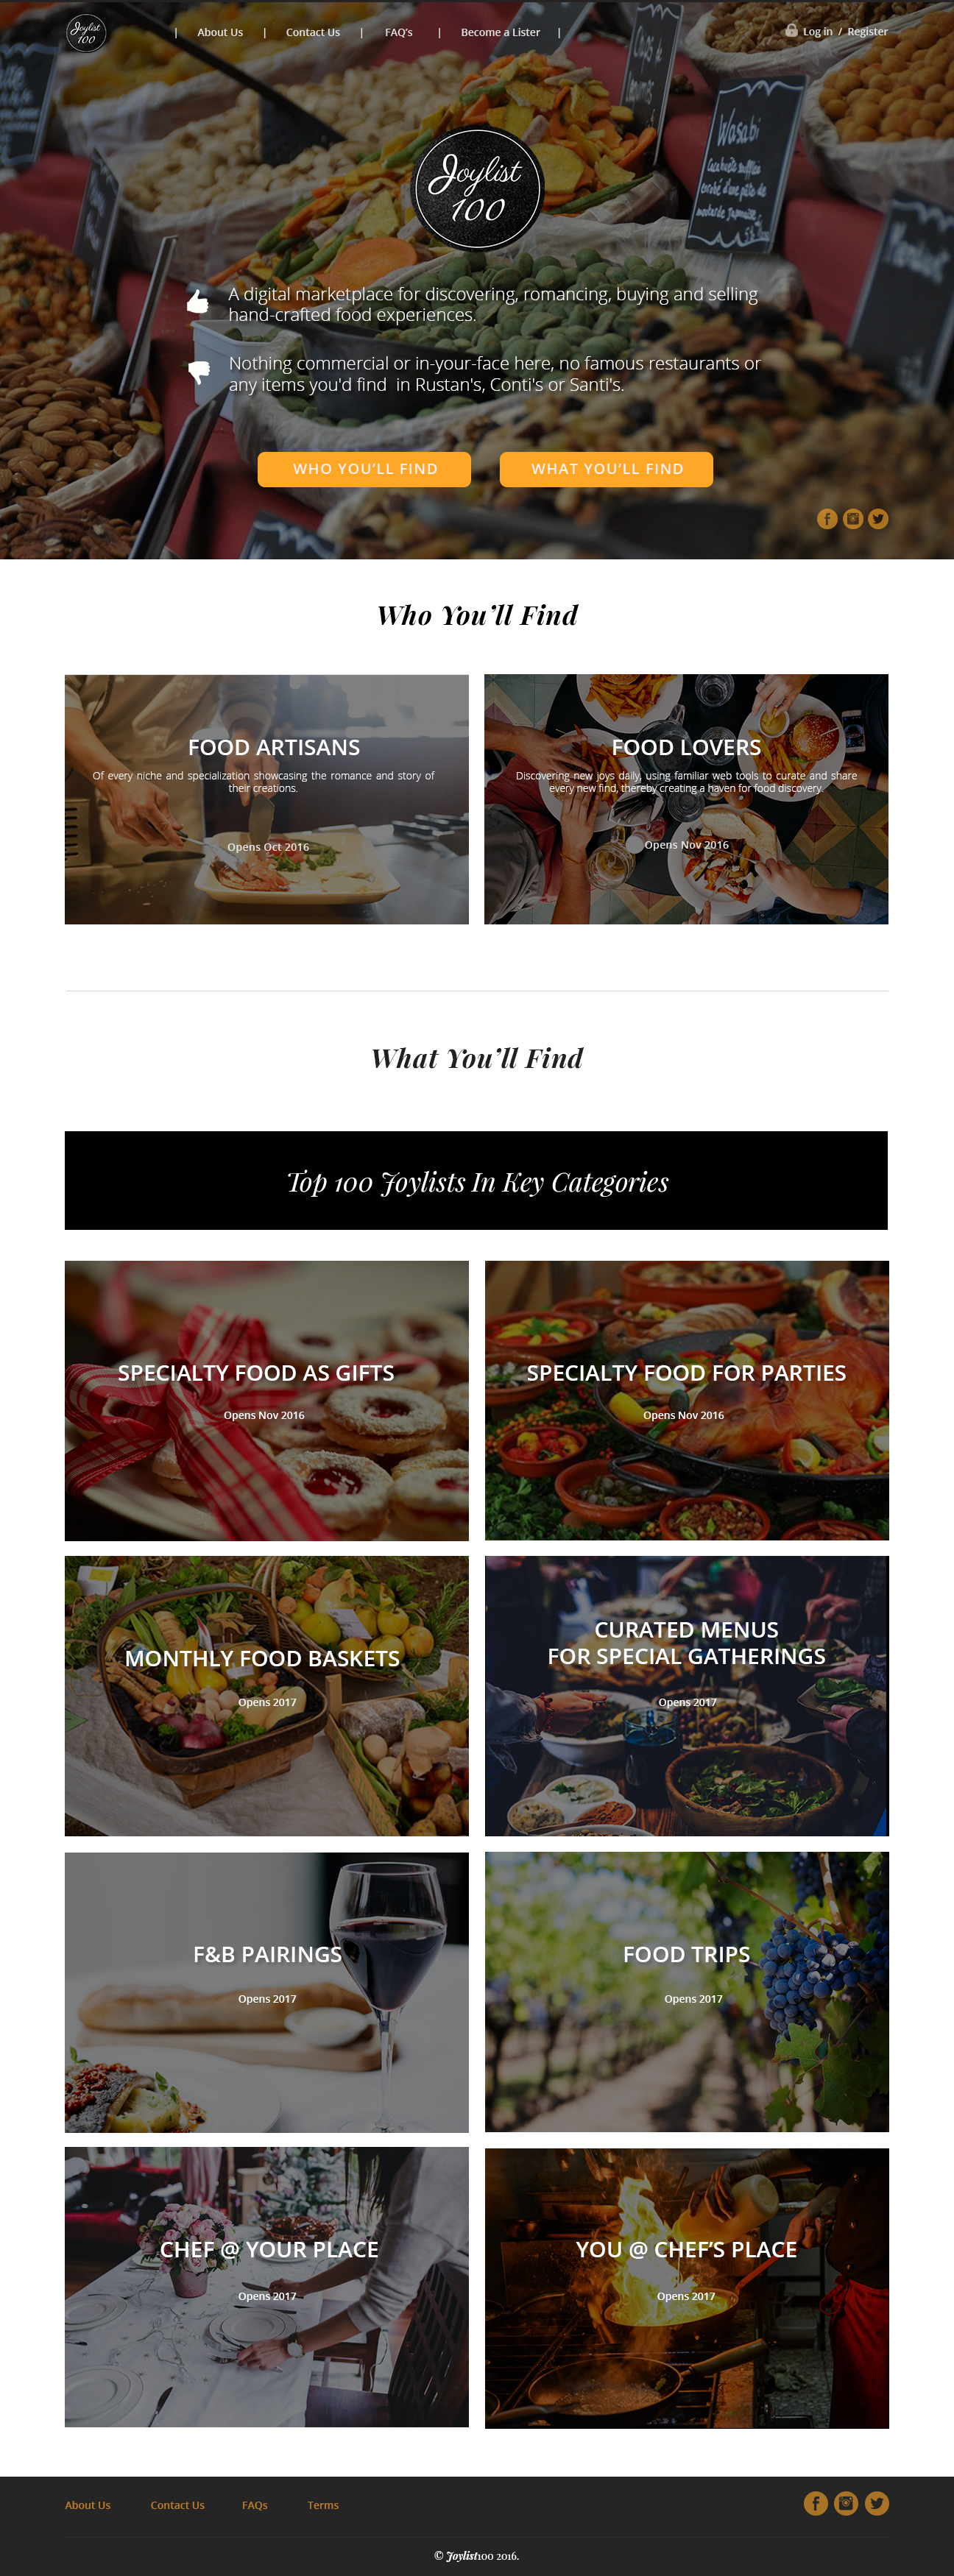 Joylist
100
| About Us | Contact Us | FAQ's | Become a Lister |
Log in / Register
Wasabi
Joylist
100
A digital marketplace for discovering, romancing, buying and selling
hand-crafted food experiences.
Nothing commercial or in-your-face here, no famous restaurants or
any items you'd find in Rustan's, Conti's or Santi's.
WHO YOU'LL FIND
WHAT YOU'LL FIND
Who You'll Find
FOOD ARTISANS
Of every niche and specialization showcasing the romance and story of
their creations.
Opens Oct 2016
FOOD LOVERS
Discovering new joys daily, using familiar web tools to curate and share
every new find, thereby creating a haven for food discovery.
Opens Nov 2016
What You'll Find
Top 100 Joylists In Key Categories
SPECIALTY FOOD AS GIFTS
Opens Nov 2016
SPECIALTY FOOD FOR PARTIES
Opens Nov 2016
MONTHLY FOOD BASKETS
Opens 2017
CURATED MENUS
FOR SPECIAL GATHERINGS
Opens 2017
F&B PAIRINGS
Opens 2017
FOOD TRIPS
Opens 2017
CHEF @ YOUR PLACE
Opens 2017
YOU @ CHEF'S PLACE
Opens 2017
About Us Contact Us FAQs Terms
© Joylist100 2016.